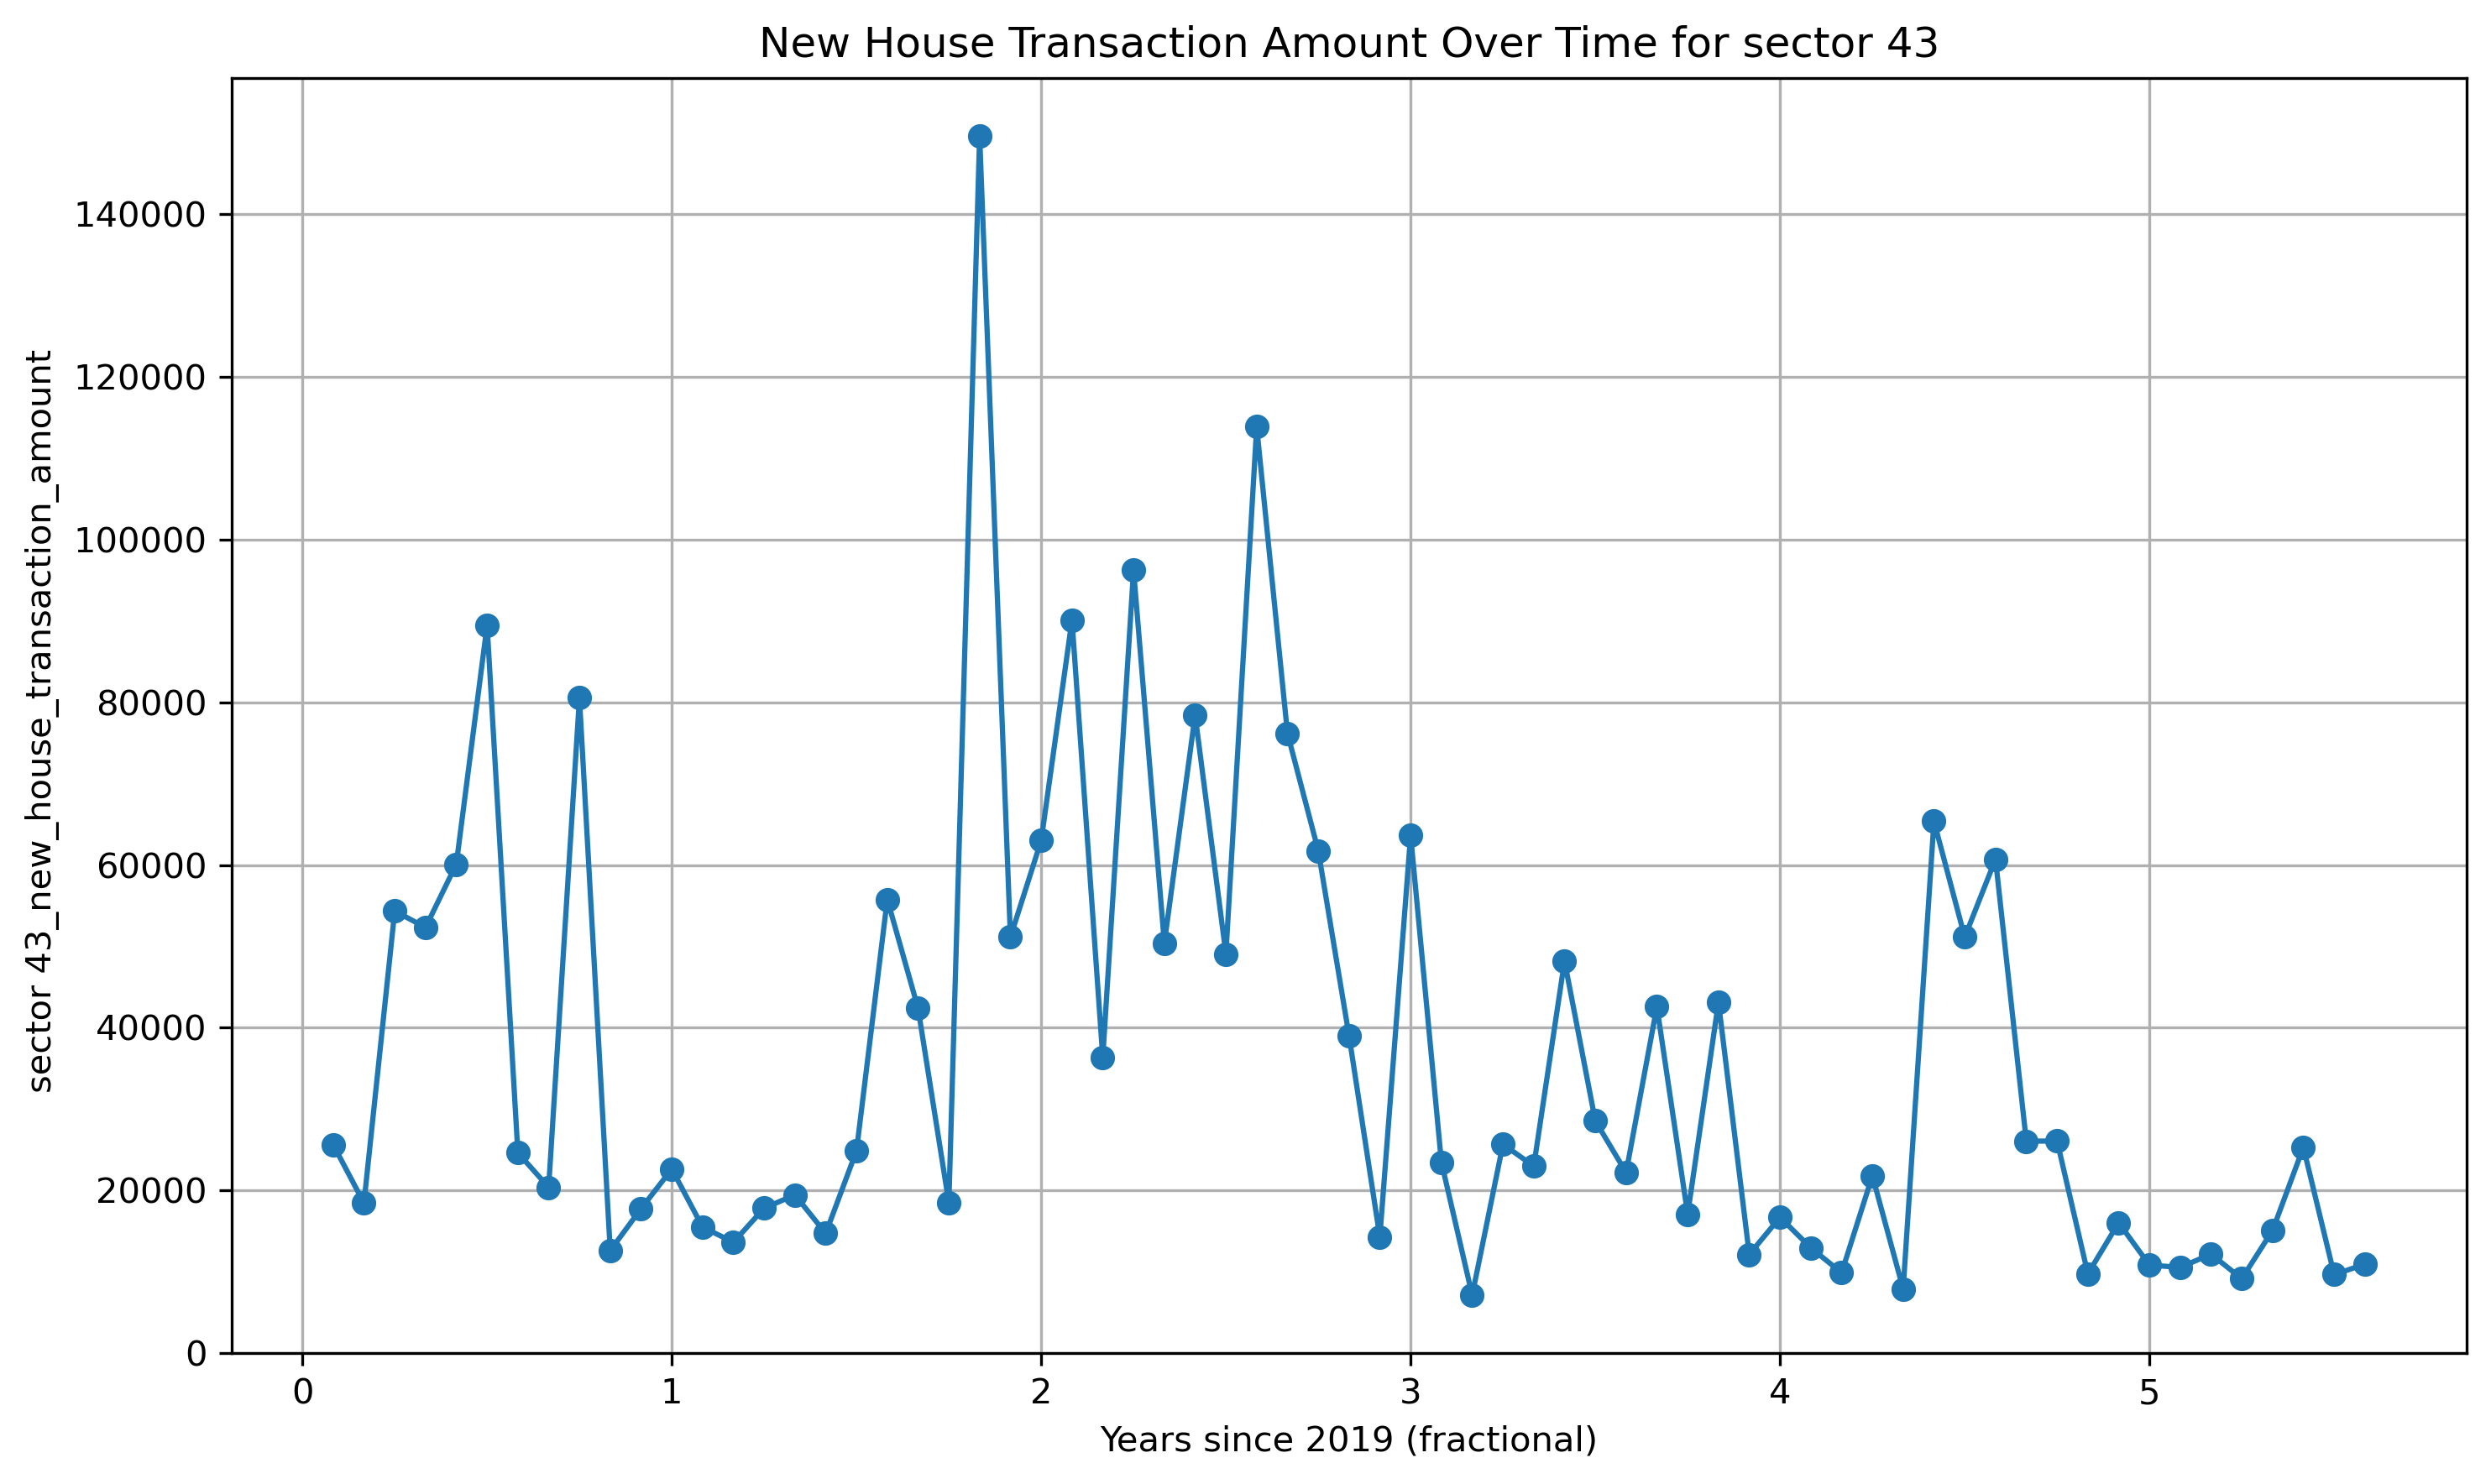 New House Transaction Amount Over Time for sector 43
sector 43_new_house_transaction_amount
140000
120000
100000
80000
60000
40000
20000
0
0 1 2 3 4 5
Years since 2019 (fractional)